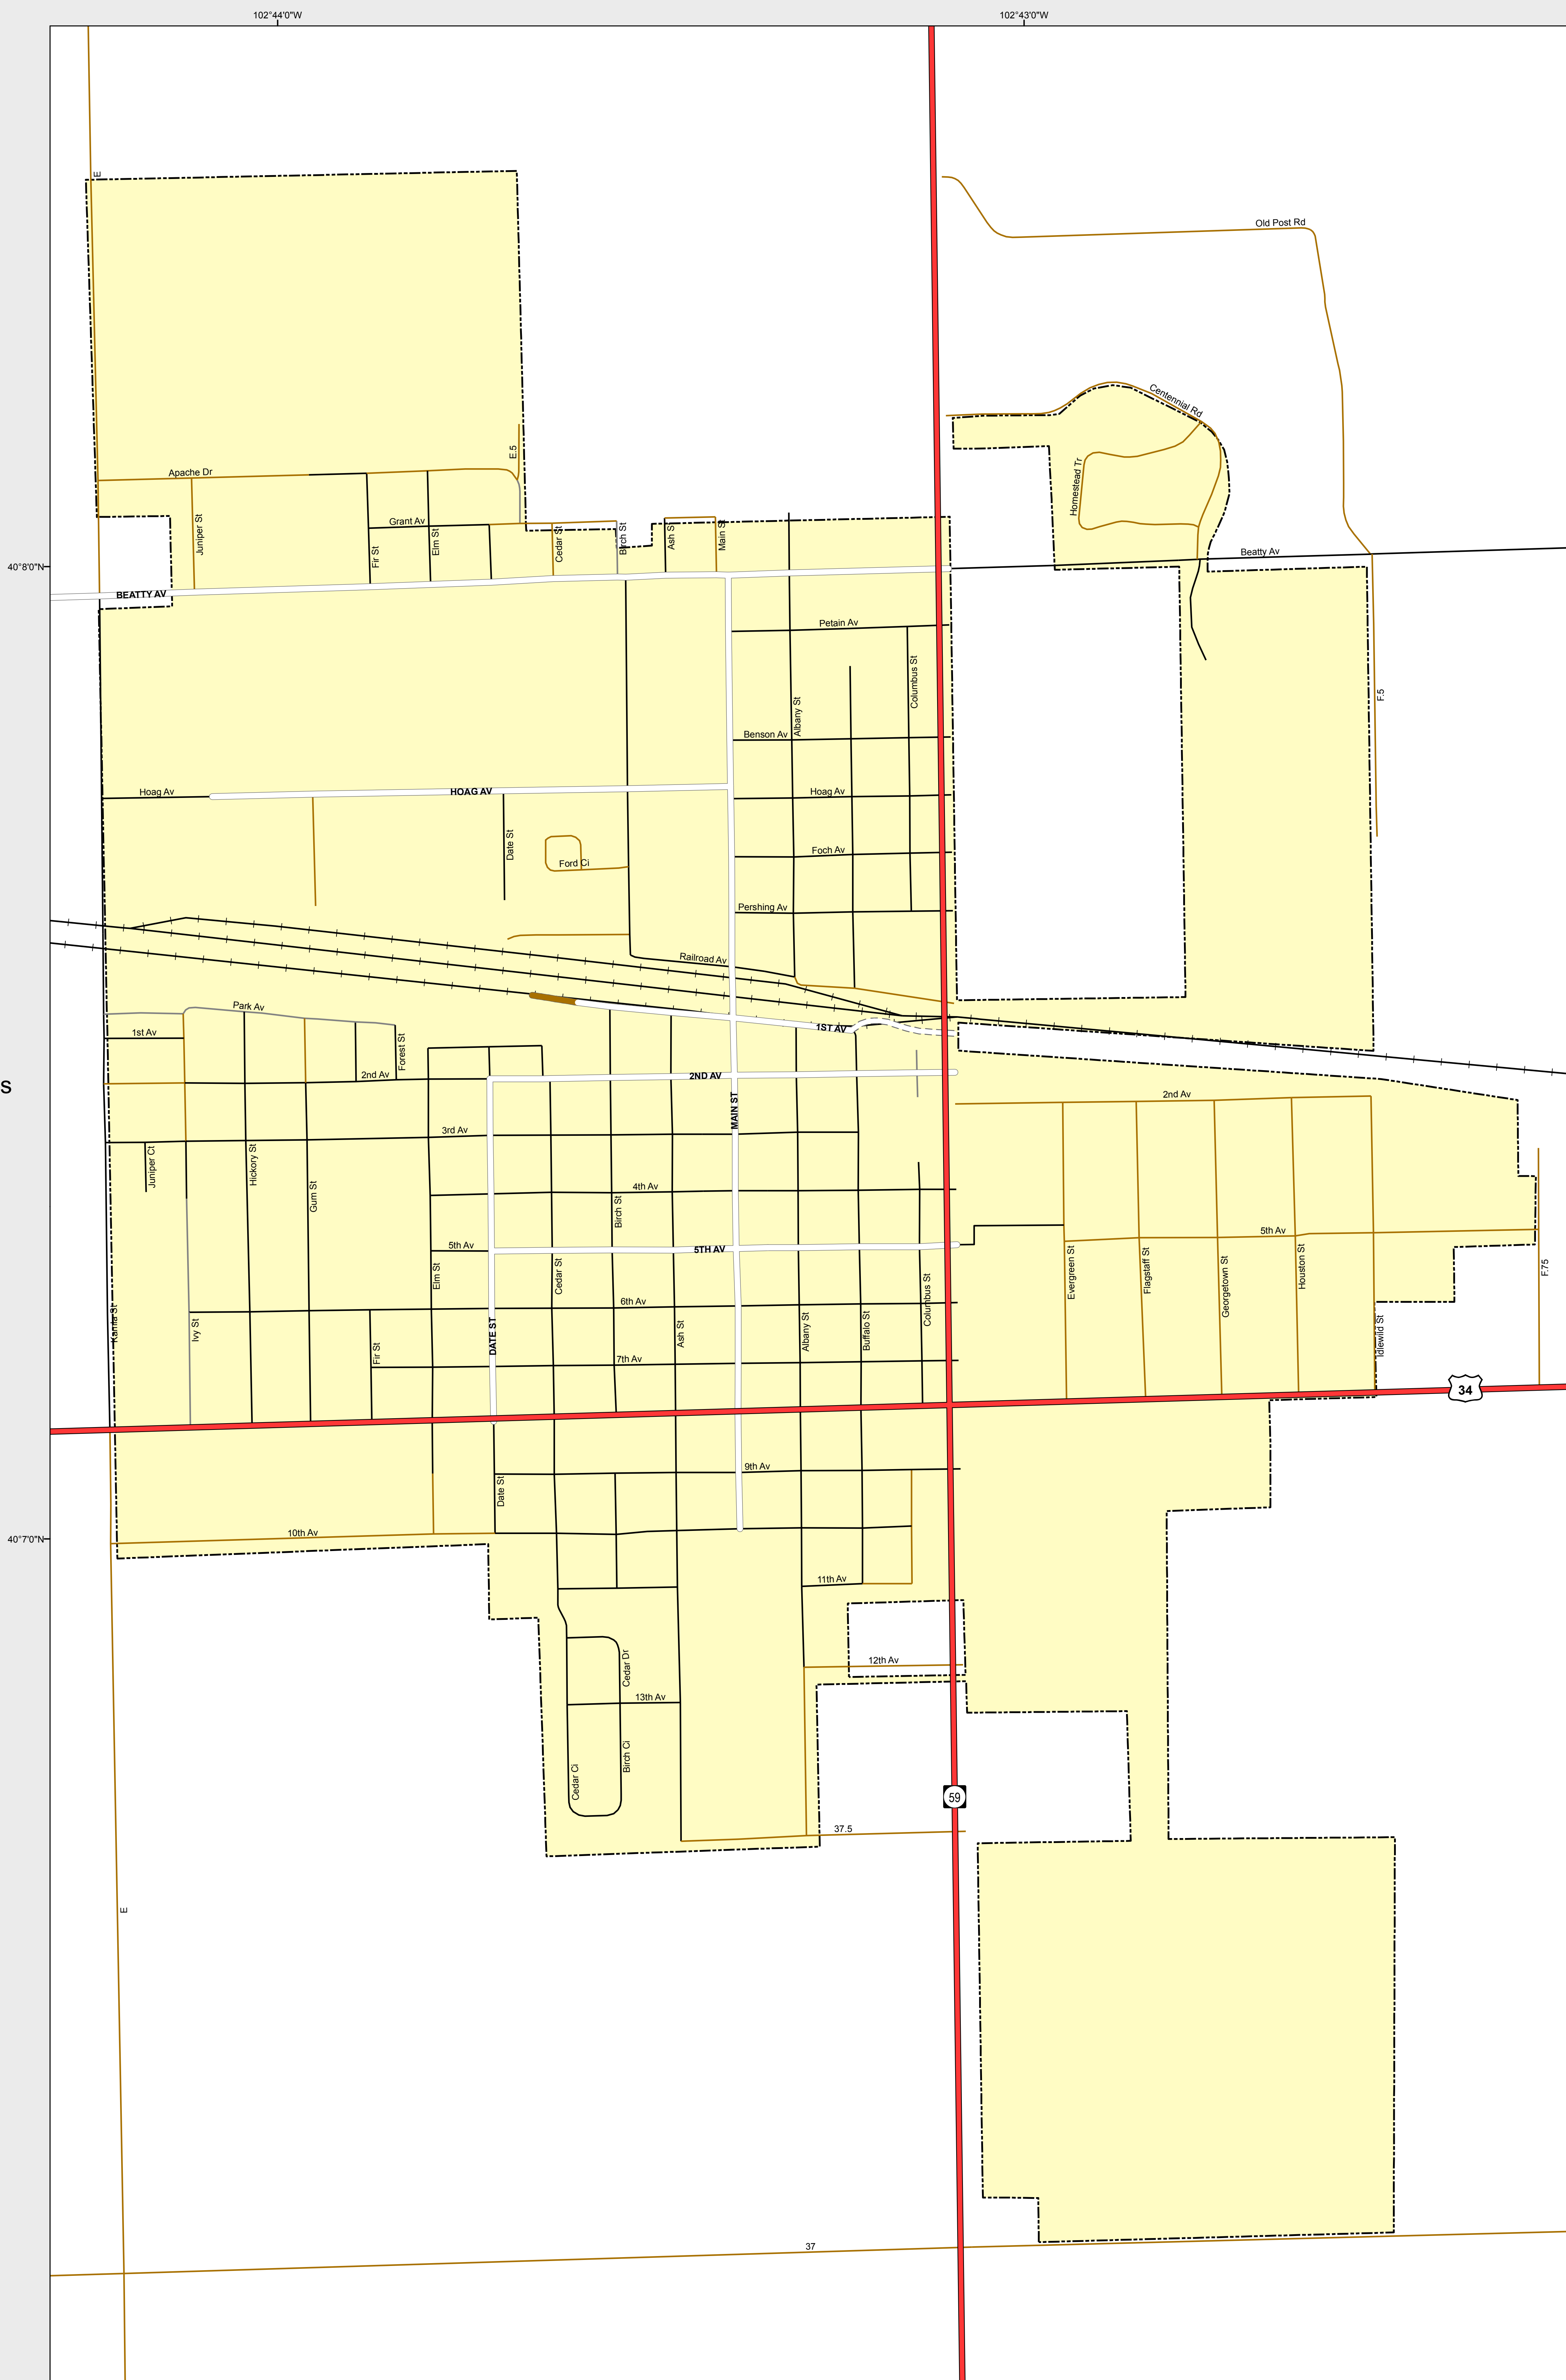 102°44'0"W
102°43'0"W
E
Old Post Rd
Centennial Rd
E.5
Apache Dr
Homestead Tr
Juniper St
Grant Av
Fir St
Elm St
Cedar St
Birch St
Ash St
Main St
Beatty Av
40°8'0"N
BEATTY AV
Petain Av
Columbus St
Albany St
F.5
Benson Av
Hoag Av
HOAG AV
Hoag Av
Date St
Foch Av
Ford Ci
Pershing Av
Railroad Av
Park Av
1st Av
Forest St
1ST AV
2nd Av
2ND AV
S
2nd Av
MAIN ST
3rd Av
Juniper Ct
Hickory St
Gum St
4th Av
Birch St
5th Av
5th Av
5TH AV
Elm St
Cedar St
Evergreen St
Flagstaff St
Georgetown St
Houston St
F.75
Columbus St
6th Av
Kanita St
Ivy St
Fir St
DATE ST
Ash St
Albany St
Buffalo St
Idlewild St
7th Av
34
9th Av
Date St
40°7'0"N
10th Av
11th Av
12th Av
Cedar Dr
13th Av
Birch Ci
Cedar Ci
59
37.5
E
37